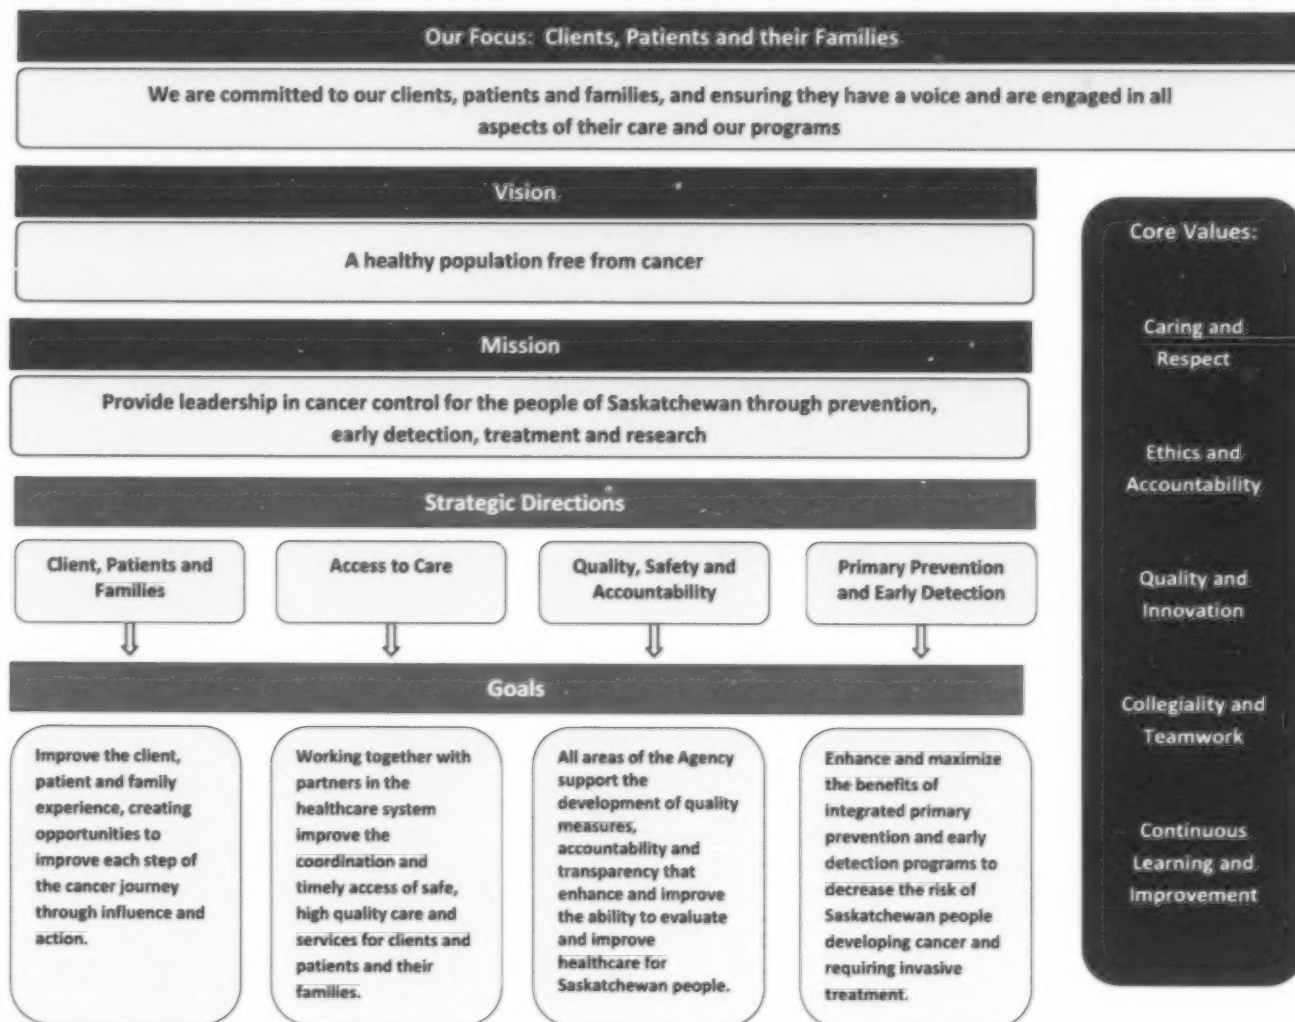 Our Focus: Clients, Patients and their Families
We are committed to our clients, patients and families, and ensuring they have a voice and are engaged in all
aspects of their care and our programs
Vision
A healthy population free from cancer
Mission
Provide leadership in cancer control for the people of Saskatchewan through prevention,
early detection, treatment and research
Strategic Directions
Client, Patients and
Families
Access to Care
Quality, Safety and
Accountability
Primary Prevention
and Early Detection
Goals
Improve the client,
patient and family
experience, creating
opportunities to
improve each step of
the cancer journey
through influence and
action.
Working together with
partners in the
healthcare system
improve the
coordination and
timely access of safe,
high quality care and
services for clients and
patients and their
families.
All areas of the Agency
support the
development of quality
measures,
accountability and
transparency that
enhance and improve
the ability to evaluate
and improve
healthcare for
Saskatchewan people.
Enhance and maximize
the benefits of
integrated primary
prevention and early
detection programs to
decrease the risk of
Saskatchewan people
developing cancer and
requiring invasive
treatment.
Core Values:
Caring and
Respect
Ethics and
Accountability
Quality and
Innovation
Collegiality and
Teamwork
Continuous
Learning and
Improvement